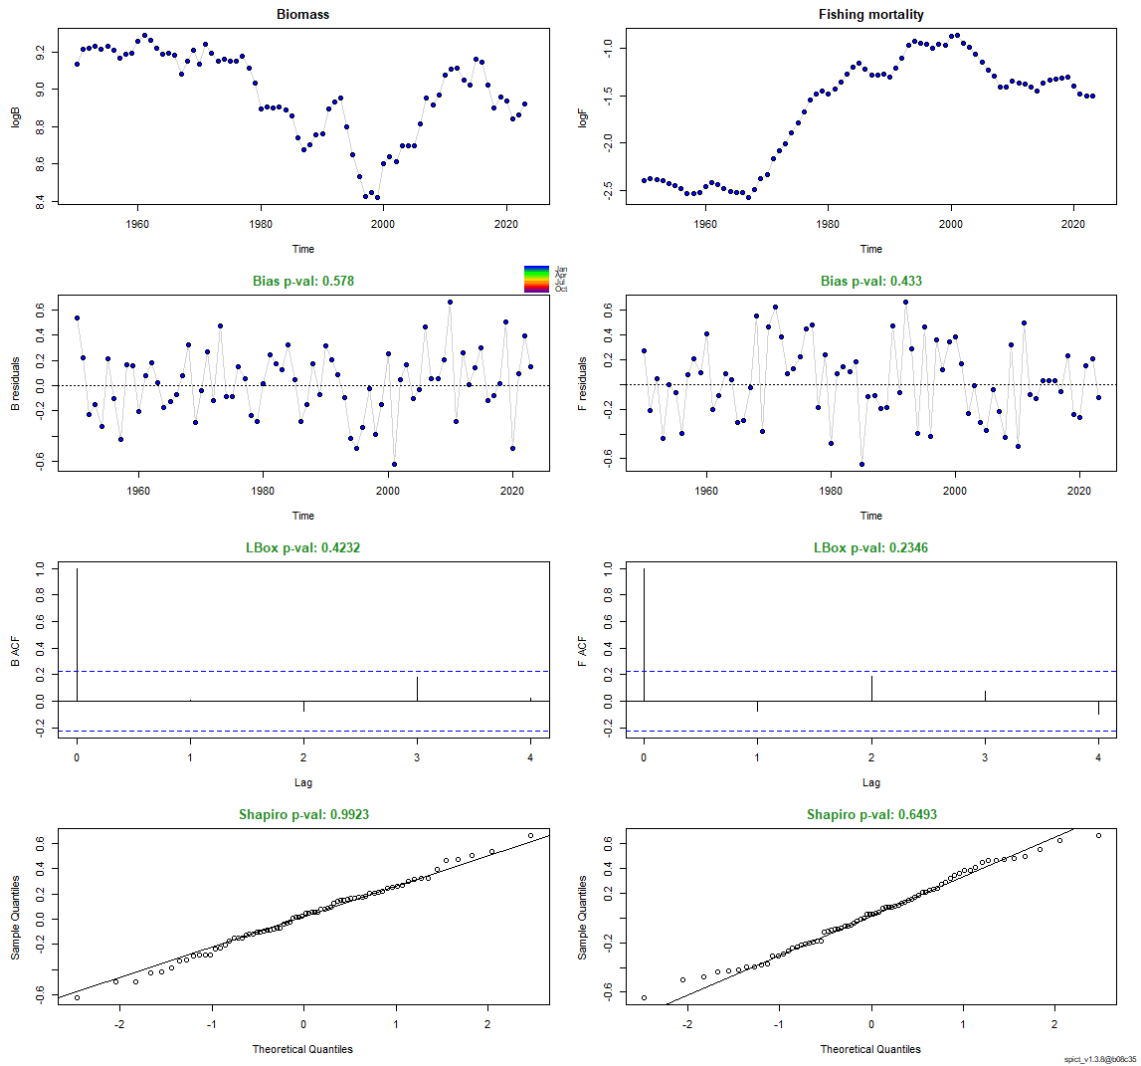 Biomass
Fishing mortality
logB
8.4 8.6 8.8 9.0 9.2
1960 1980 2000 2020
Time
logF
-2.5 -2.0 -1.5 -1.0
1960 1980 2000 2020
Time
Jan
Apr
Jul
Oct
Bias p-val: 0.578
Bias p-val: 0.433
B residuals
-0.6 -0.2 0.0 0.2 0.4 0.6
1960 1980 2000 2020
Time
F residuals
-0.6 -0.2 0.2 0.4 0.6
1960 1980 2000 2020
Time
LBox p-val: 0.4232
LBox p-val: 0.2346
B ACF
-0.2 0.0 0.2 0.4 0.6 0.8 1.0
0 1 2 3 4
Lag
F ACF
-0.2 0.0 0.2 0.4 0.6 0.8 1.0
0 1 2 3 4
Lag
Shapiro p-val: 0.9923
Shapiro p-val: 0.6493
Sample Quantiles
-0.6 -0.2 0.0 0.2 0.4 0.6
-2 -1 0 1 2
Theoretical Quantiles
Sample Quantiles
-0.6 -0.2 0.2 0.4 0.6
-2 -1 0 1 2
Theoretical Quantiles
spict_v1.3.8@b08c35